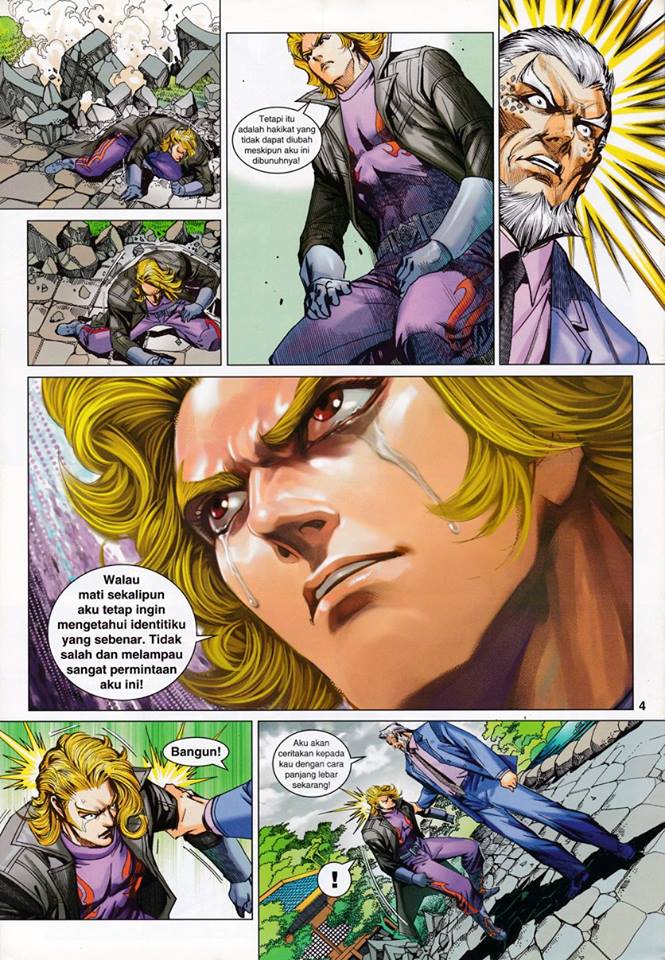 Tetapi itu
adalah hakikat yang
tidak dapat diubah
meskipun aku ini
dibunuhnya!
Walau
mati sekalipun
aku tetap ingin
mengetahui identitiku
yang sebenar. Tidak
salah dan melampau
sangat permintaan
aku ini!
4
Bangun!
Aku akan
ceritakan kepada
kau dengan cara
panjang lebar
sekarang!
!